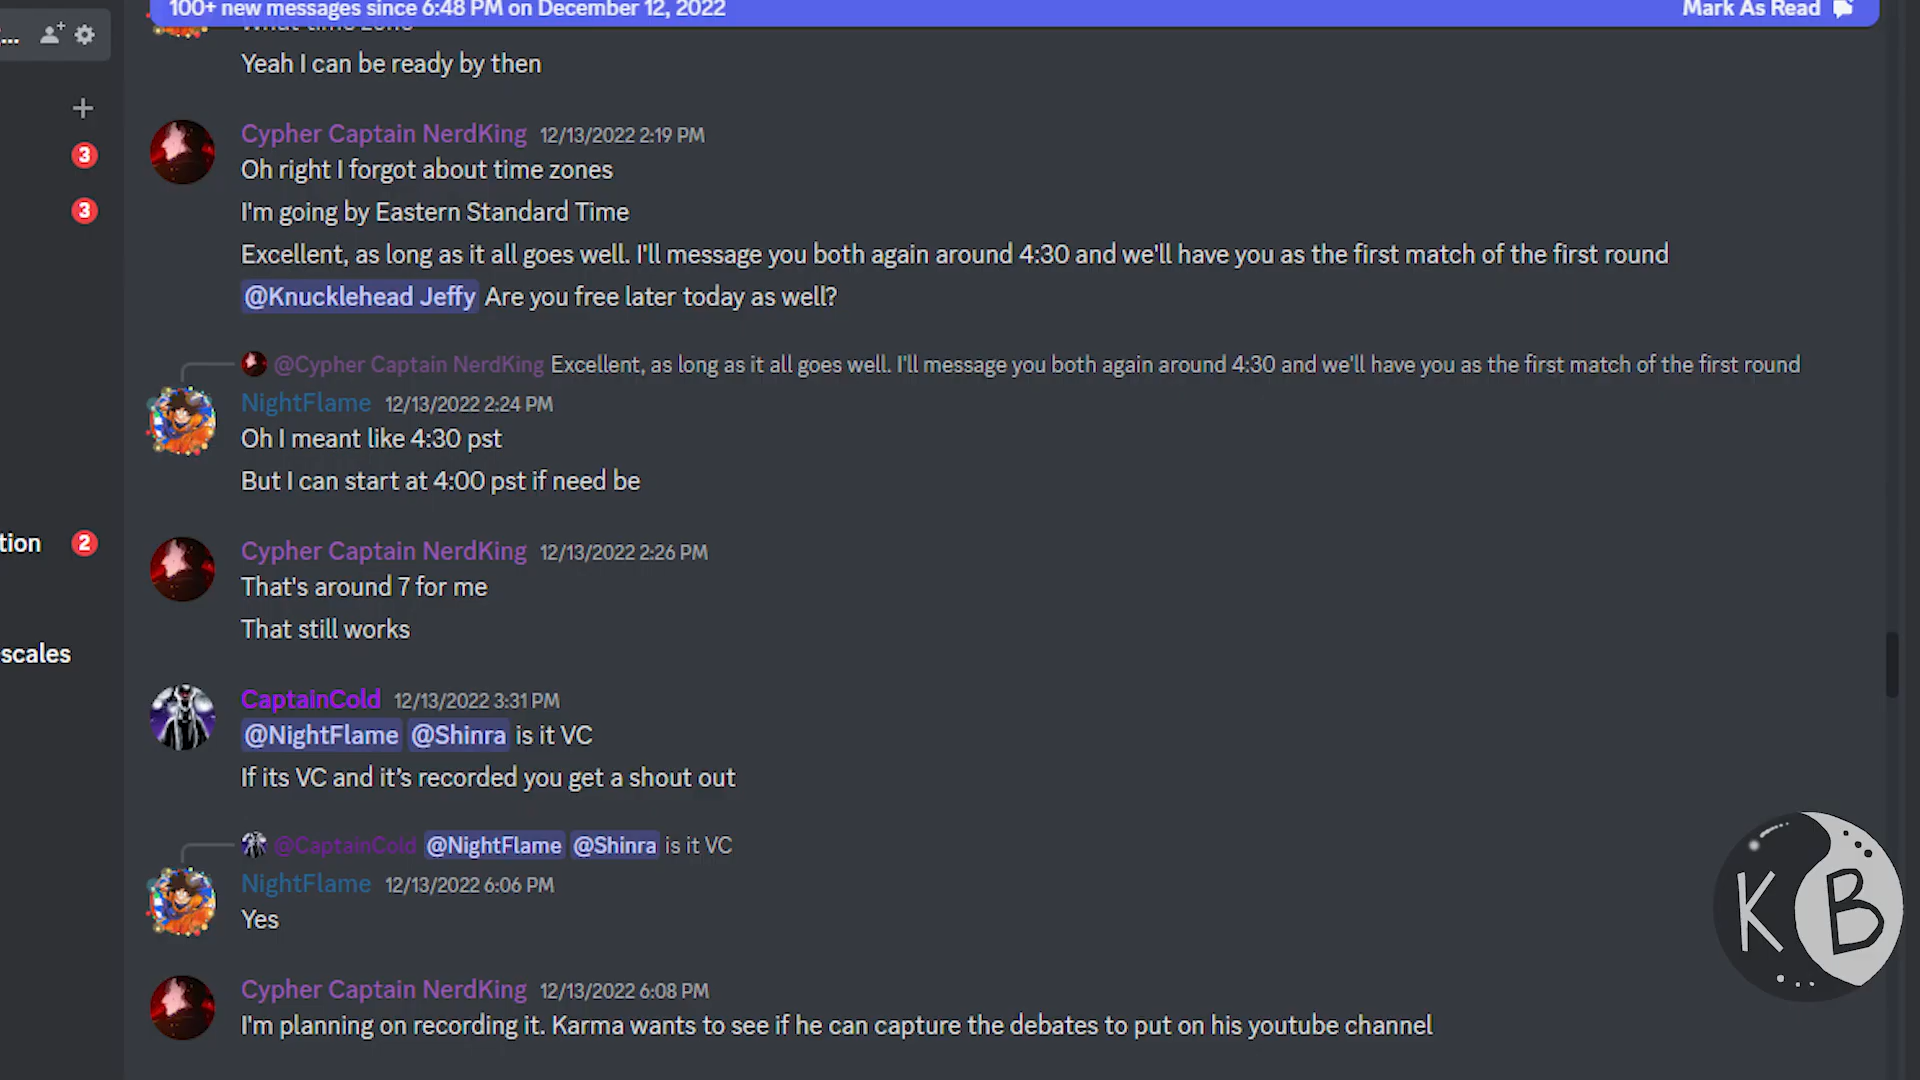 100+ new messages since 6:48 PM on December 12, 2022
Mark As Read
What time zone
Yeah I can be ready by then
Cypher Captain NerdKing 12/13/2022 2:19 PM
Oh right I forgot about time zones
I'm going by Eastern Standard Time
Excellent, as long as it all goes well. I'll message you both again around 4:30 and we'll have you as the first match of the first round
@Knucklehead Jeffy Are you free later today as well?
@Cypher Captain NerdKing Excellent, as long as it all goes well. I'll message you both again around 4:30 and we'll have you as the first match of the first round
NightFlame 12/13/2022 2:24 PM
Oh I meant like 4:30 pst
But I can start at 4:00 pst if need be
Cypher Captain NerdKing 12/13/2022 2:26 PM
That's around 7 for me
That still works
CaptainCold 12/13/2022 3:31 PM
@NightFlame @Shinra is it VC
If its VC and it’s recorded you get a shout out
@CaptainCold @NightFlame @Shinra is it VC
NightFlame 12/13/2022 6:06 PM
Yes
Cypher Captain NerdKing 12/13/2022 6:08 PM
I'm planning on recording it. Karma wants to see if he can capture the debates to put on his youtube channel
...
3
3
tion 2
scales
K B